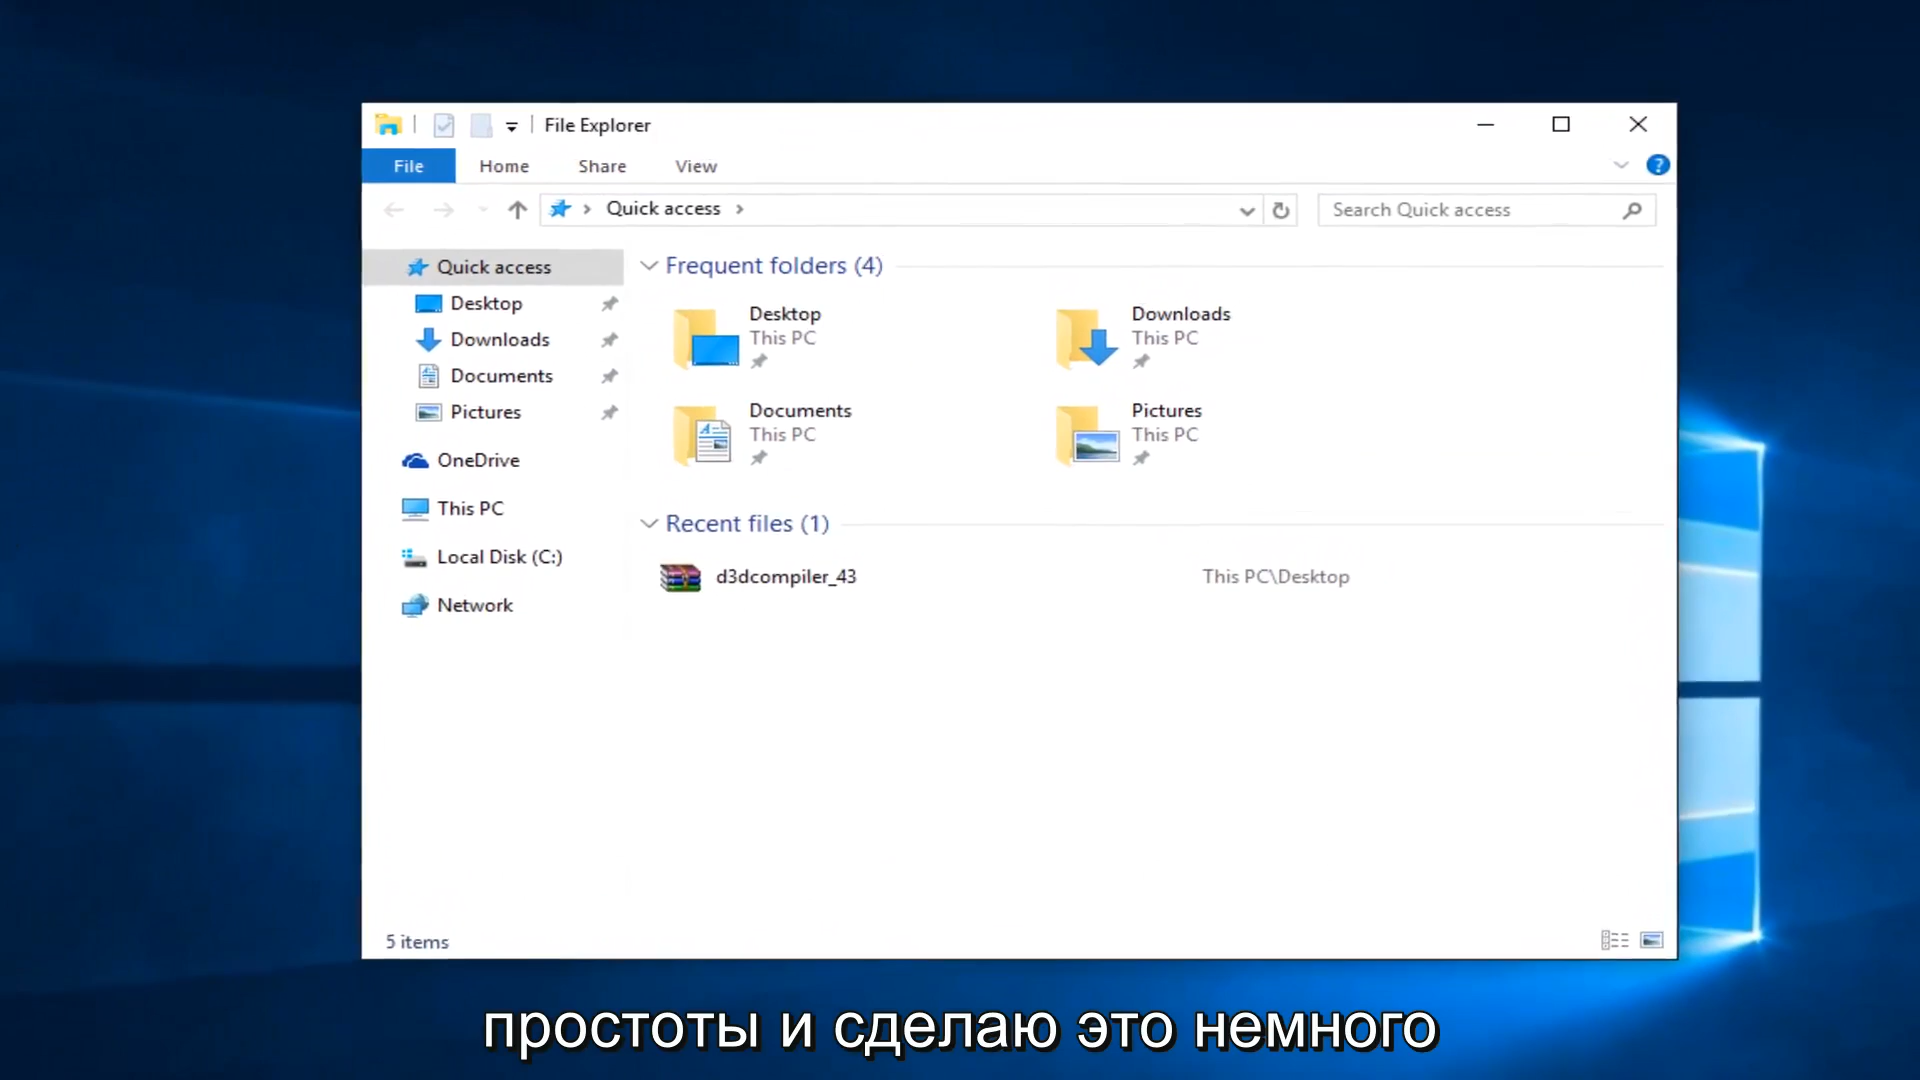 File Explorer
File Home Share View
Quick access
Search Quick access
Quick access
Desktop
Downloads
Documents
Pictures
OneDrive
This PC
Local Disk (C:)
Network
Frequent folders (4)
Desktop
This PC
Downloads
This PC
Documents
This PC
Pictures
This PC
Recent files (1)
d3dcompiler_43 This PC\Desktop
5 items
простоты и сделаю это немного